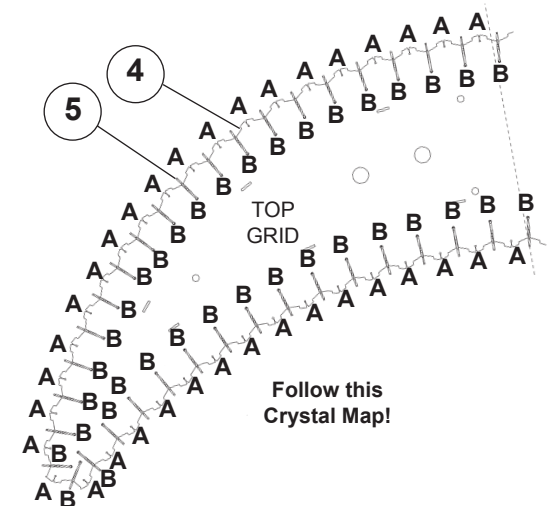 A A A A A A A A A A A A A A A A A A A A
4
5
B B B B B B B B B B B B B B B B B B B B
TOP
GRID
B B B B B B B B B B B B B B B B
A A A A A A A A A A A A A A A
Follow this
Crystal Map!